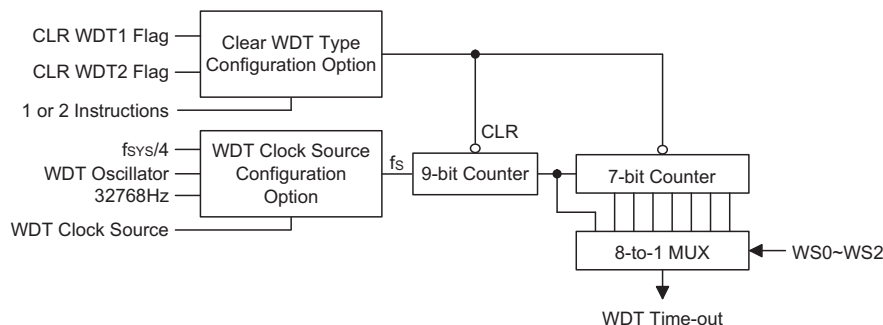 CLR WDT1 Flag
CLR WDT2 Flag
1 or 2 Instructions
Clear WDT Type
Configuration Option
CLR
fSYS/4
WDT Oscillator
32768Hz
WDT Clock Source
WDT Clock Source
Configuration
Option
fS
9-bit Counter
7-bit Counter
8-to-1 MUX
WS0~WS2
WDT Time-out